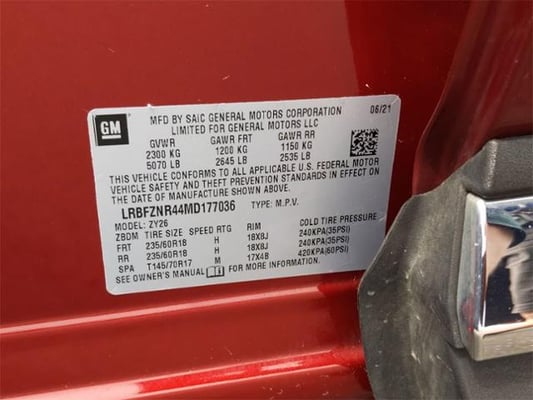 GM
MFD BY SAIC GENERAL MOTORS CORPORATION 06/21
LIMITED FOR GENERAL MOTORS LLC
GVWR GAWR FRT GAWR RR
2300 KG 1200 KG 1150 KG
5070 LB 2645 LB 2535 LB
THIS VEHICLE CONFORMS TO ALL APPLICABLE U.S. FEDERAL MOTOR
VEHICLE SAFETY AND THEFT PREVENTION STANDARDS IN EFFECT ON
THE DATE OF MANUFACTURE SHOWN ABOVE.
LRBFZNR44MD177036 TYPE: M.P.V.
MODEL: ZY26
ZBDM TIRE SIZE SPEED RTG RIM COLD TIRE PRESSURE
FRT 235/60R18 H 18X8J 240KPA(35PSI)
RR 235/60R18 H 18X8J 240KPA(35PSI)
SPA T145/70R17 M 17X4B 420KPA(60PSI)
SEE OWNER'S MANUAL FOR MORE INFORMATION.